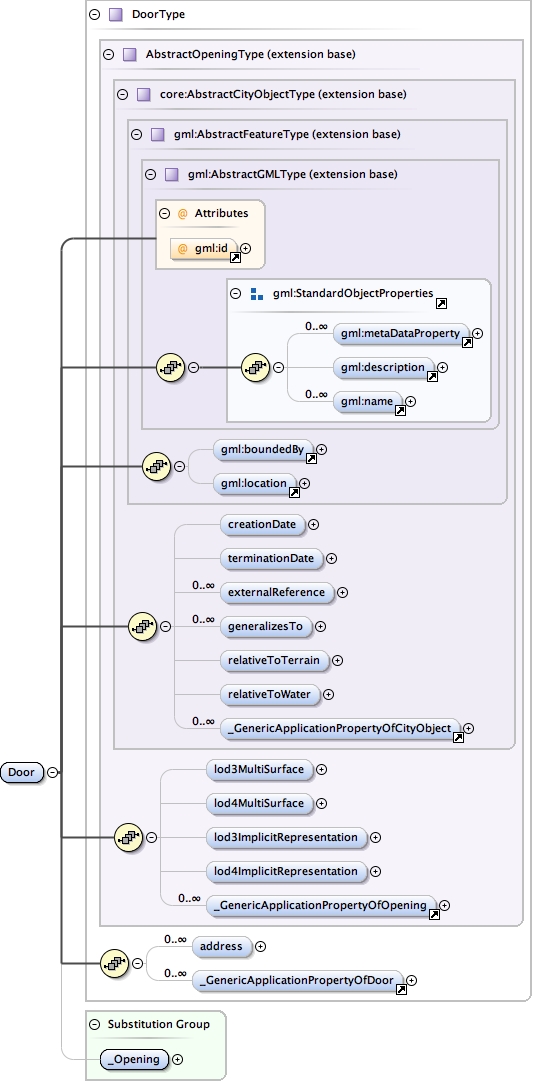 DoorType
AbstractOpeningType (extension base)
core:AbstractCityObjectType (extension base)
gml:AbstractFeatureType (extension base)
gml:AbstractGMLType (extension base)
@ Attributes
@ gml:id
gml:StandardObjectProperties
0..∞
gml:metaDataProperty
gml:description
0..∞
gml:name
gml:boundedBy
gml:location
creationDate
terminationDate
0..∞
externalReference
0..∞
generalizesTo
relativeToTerrain
relativeToWater
0..∞
_GenericApplicationPropertyOfCityObject
Door
lod3MultiSurface
lod4MultiSurface
lod3ImplicitRepresentation
lod4ImplicitRepresentation
0..∞
_GenericApplicationPropertyOfOpening
0..∞
address
0..∞
_GenericApplicationPropertyOfDoor
Substitution Group
_Opening